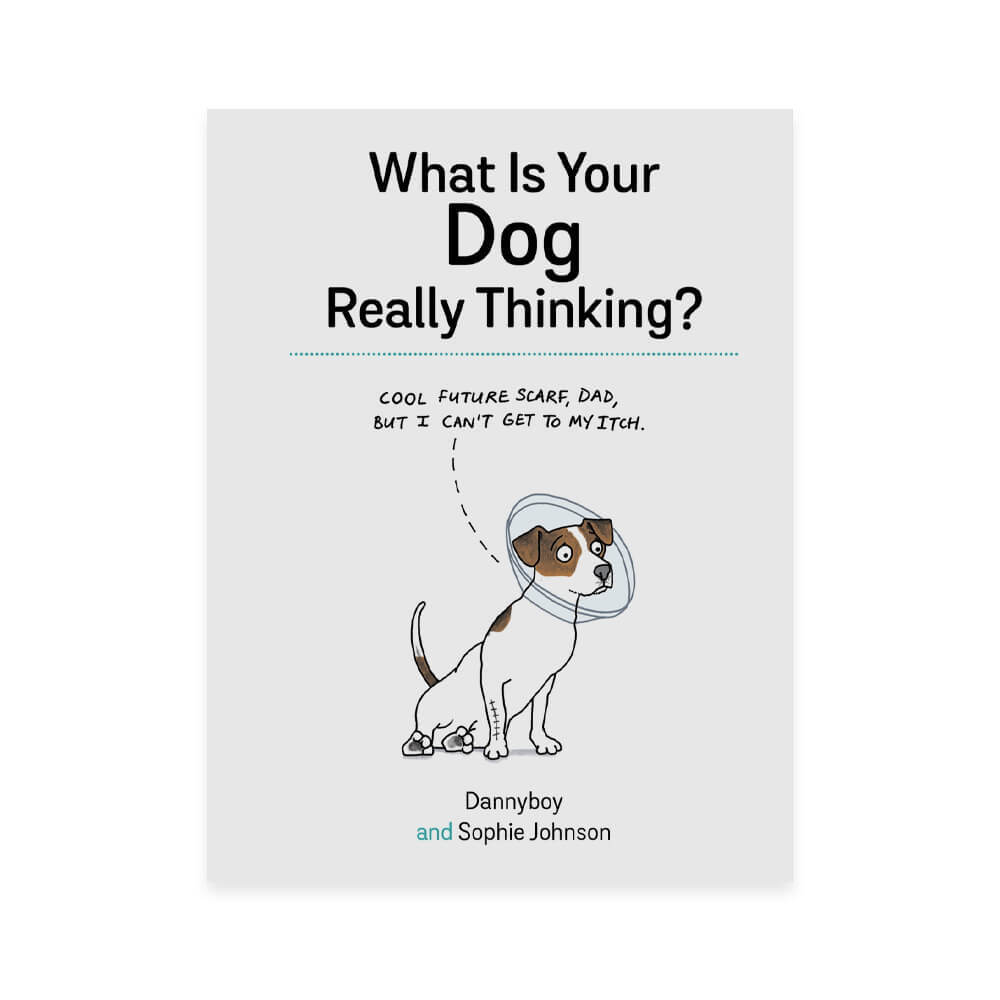 What Is Your
Dog
Really Thinking?
COOL FUTURE SCARF, DAD,
BUT I CAN'T GET TO MY ITCH.
Dannyboy
and Sophie Johnson